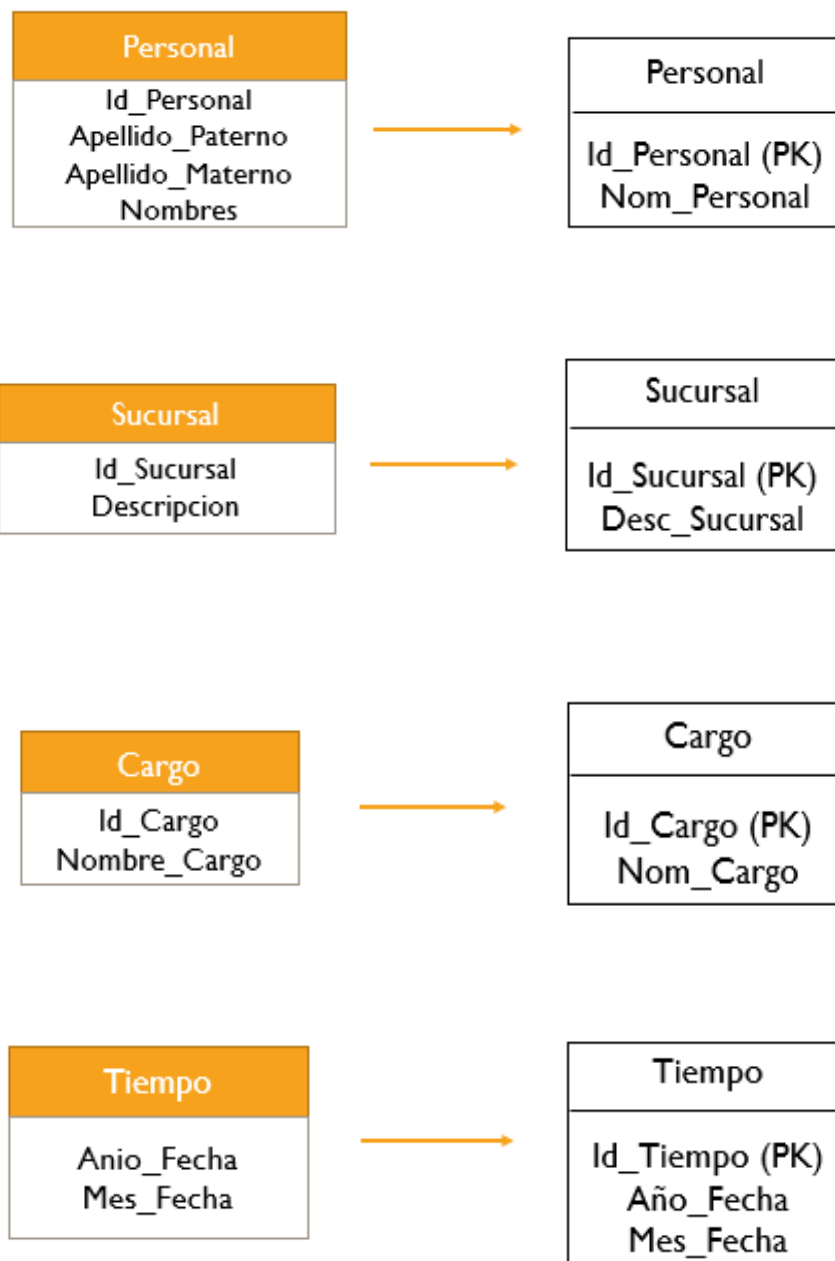 Personal
Id_Personal
Apellido_Paterno
Apellido_Materno
Nombres
Personal
Id_Personal (PK)
Nom_Personal
Sucursal
Id_Sucursal
Descripcion
Sucursal
Id_Sucursal (PK)
Desc_Sucursal
Cargo
Id_Cargo
Nombre_Cargo
Cargo
Id_Cargo (PK)
Nom_Cargo
Tiempo
Anio_Fecha
Mes_Fecha
Tiempo
Id_Tiempo (PK)
Año_Fecha
Mes_Fecha